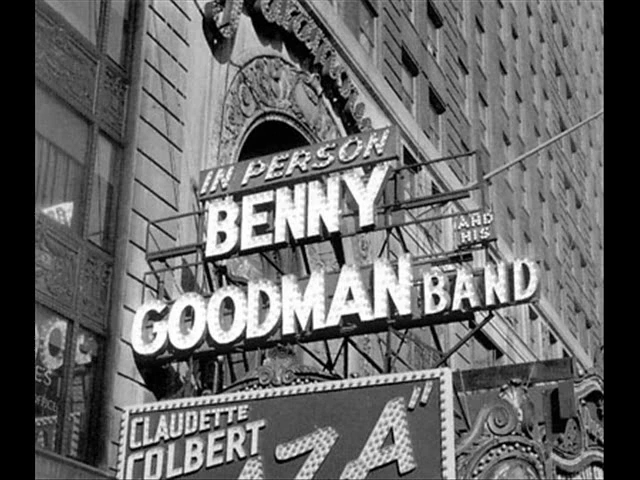 IN PERSON
BENNY
AND
HIS
GOODMAN BAND
CLAUDETTE
COLBERT
ZA"